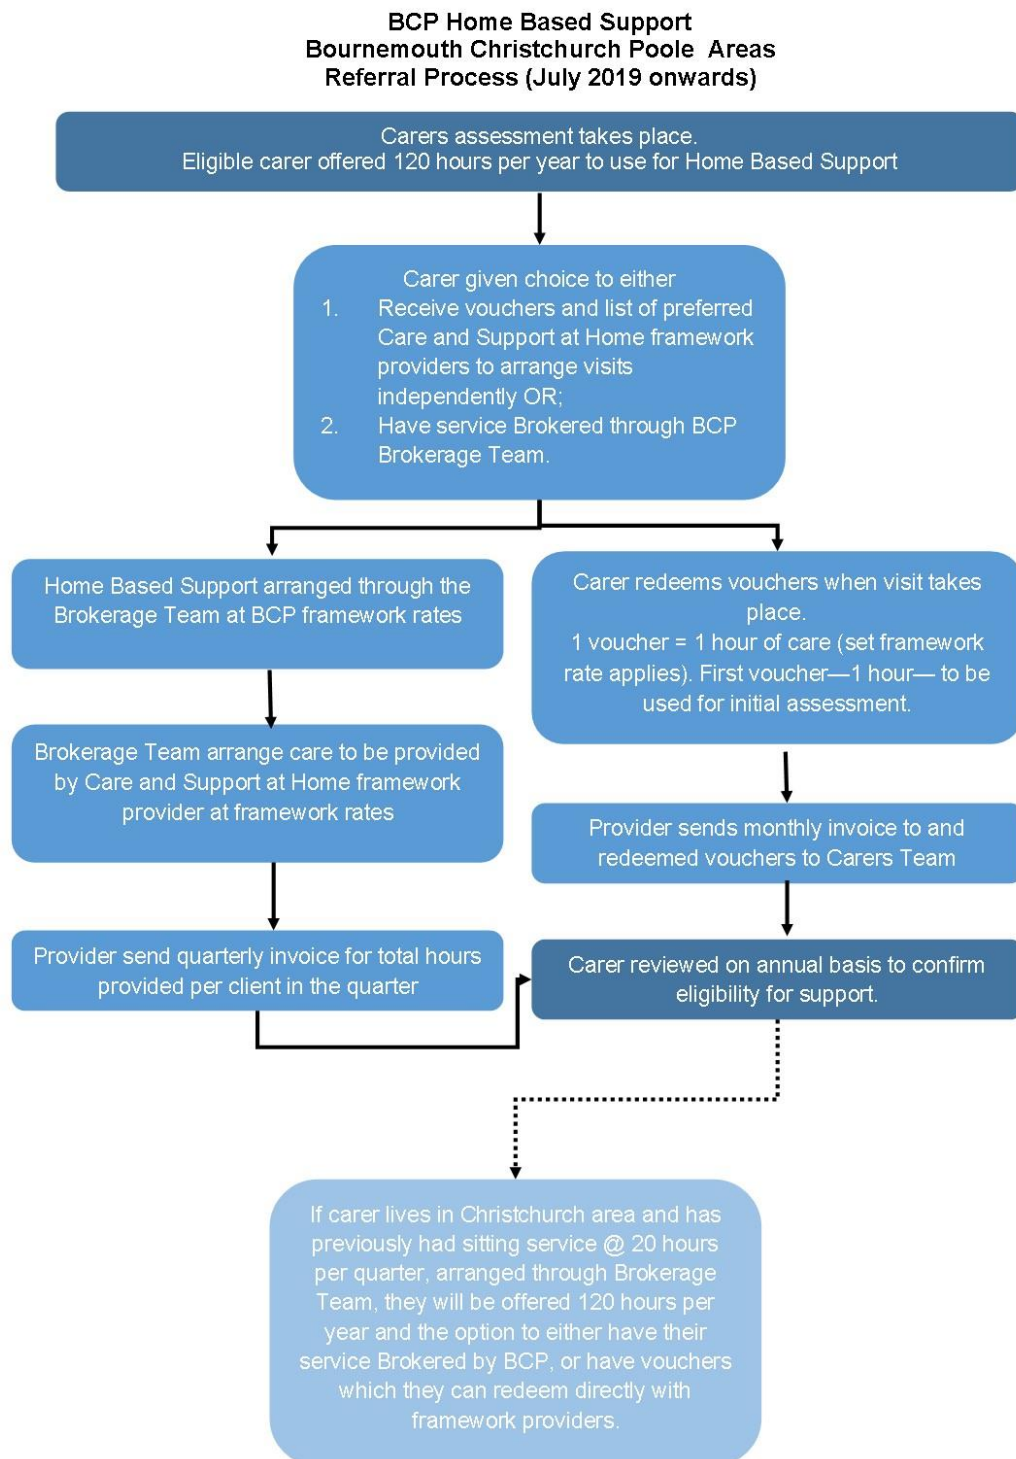 BCP Home Based Support
Bournemouth Christchurch Poole Areas
Referral Process (July 2019 onwards)
Carers assessment takes place.
Eligible carer offered 120 hours per year to use for Home Based Support
Carer given choice to either
1. Receive vouchers and list of preferred
Care and Support at Home framework
providers to arrange visits
independently OR;
2. Have service Brokered through BCP
Brokerage Team.
Home Based Support arranged through the
Brokerage Team at BCP framework rates
Brokerage Team arrange care to be provided
by Care and Support at Home framework
provider at framework rates
Provider send quarterly invoice for total hours
provided per client in the quarter
Carer redeems vouchers when visit takes
place.
1 voucher = 1 hour of care (set framework
rate applies). First voucher—1 hour— to be
used for initial assessment.
Provider sends monthly invoice to and
redeemed vouchers to Carers Team
Carer reviewed on annual basis to confirm
eligibility for support.
If carer lives in Christchurch area and has
previously had sitting service @ 20 hours
per quarter, arranged through Brokerage
Team, they will be offered 120 hours per
year and the option to either have their
service Brokered by BCP, or have vouchers
which they can redeem directly with
framework providers.